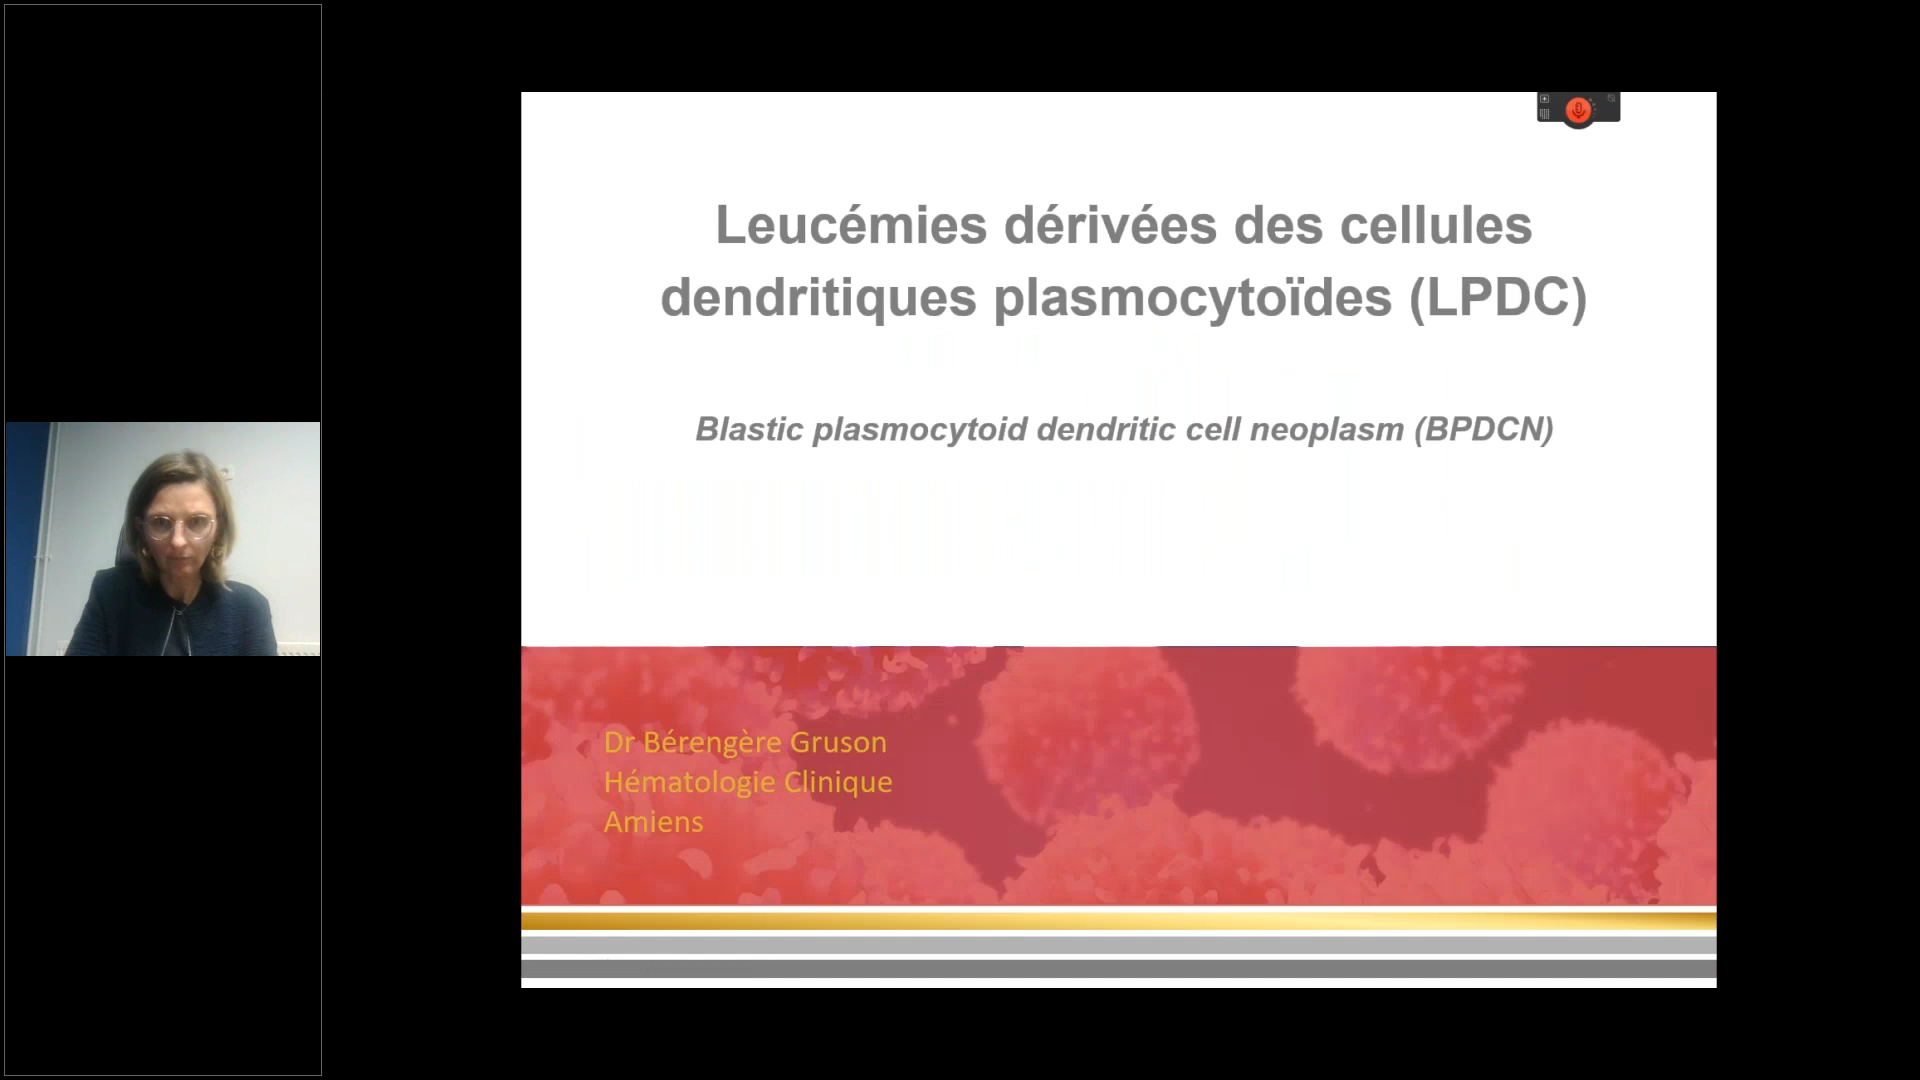 Leucémies dérivées des cellules
dendritiques plasmocytoïdes (LPDC)
Blastic plasmocytoid dendritic cell neoplasm (BPDCN)
Dr Bérengère Gruson
Hématologie Clinique
Amiens